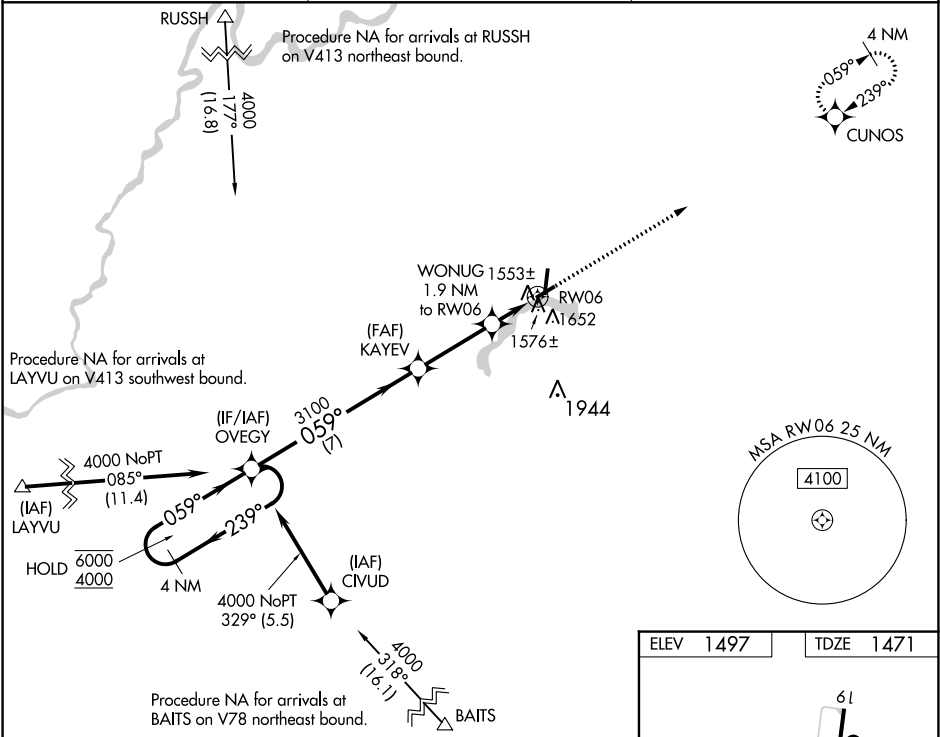 RUSSH
Procedure NA for arrivals at RUSSH
on V413 northeast bound.
4000
177°
(16.8)
4 NM
059°
239°
CUNOS
WONUG
1.9 NM
to RW06
1553±
RW06
1652
1576±
(FAF)
KAYEV
1944
Procedure NA for arrivals at
LAYVU on V413 southwest bound.
(IF/IAF)
OVEGY
3100
059°
(7)
4000 NoPT
085°
(11.4)
(IAF)
LAYVU
059°
239°
HOLD
6000
4000
4 NM
4000 NoPT
329° (5.5)
(IAF)
CIVUD
MSA RW06 25 NM
4100
4000
318°
(16.1)
BAITS
Procedure NA for arrivals at
BAITS on V78 northeast bound.
ELEV 1497
TDZE 1471
19